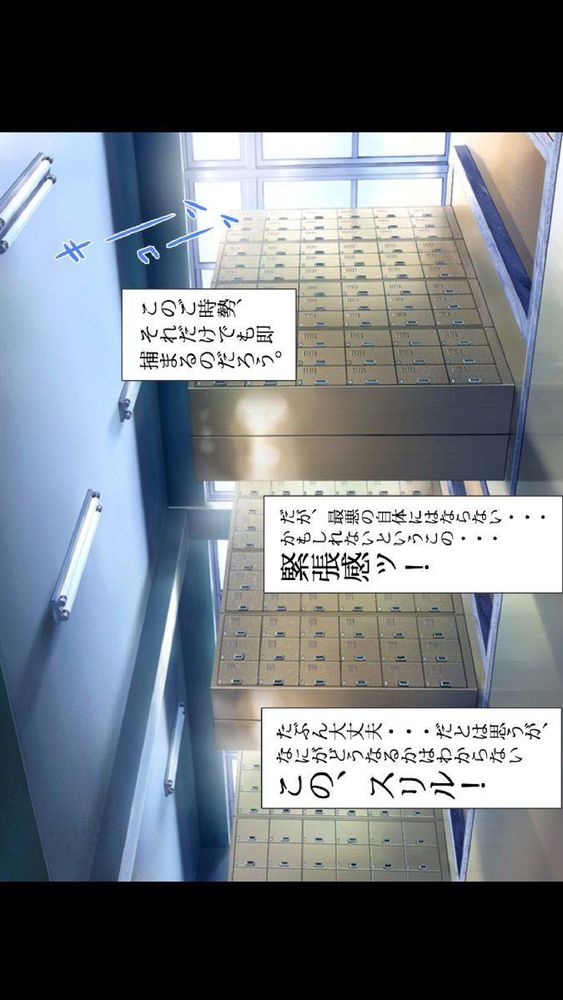 キーン
コーン
このご時勢、
それだけでも即
捕まるのだろう。
だが、最悪の自体にはならない・・・
かもしれないというこの・・・
緊張感ッ！
たぶん大丈夫・・・だとは思うが、
なにがどうなるかはわからない
この、スリル！